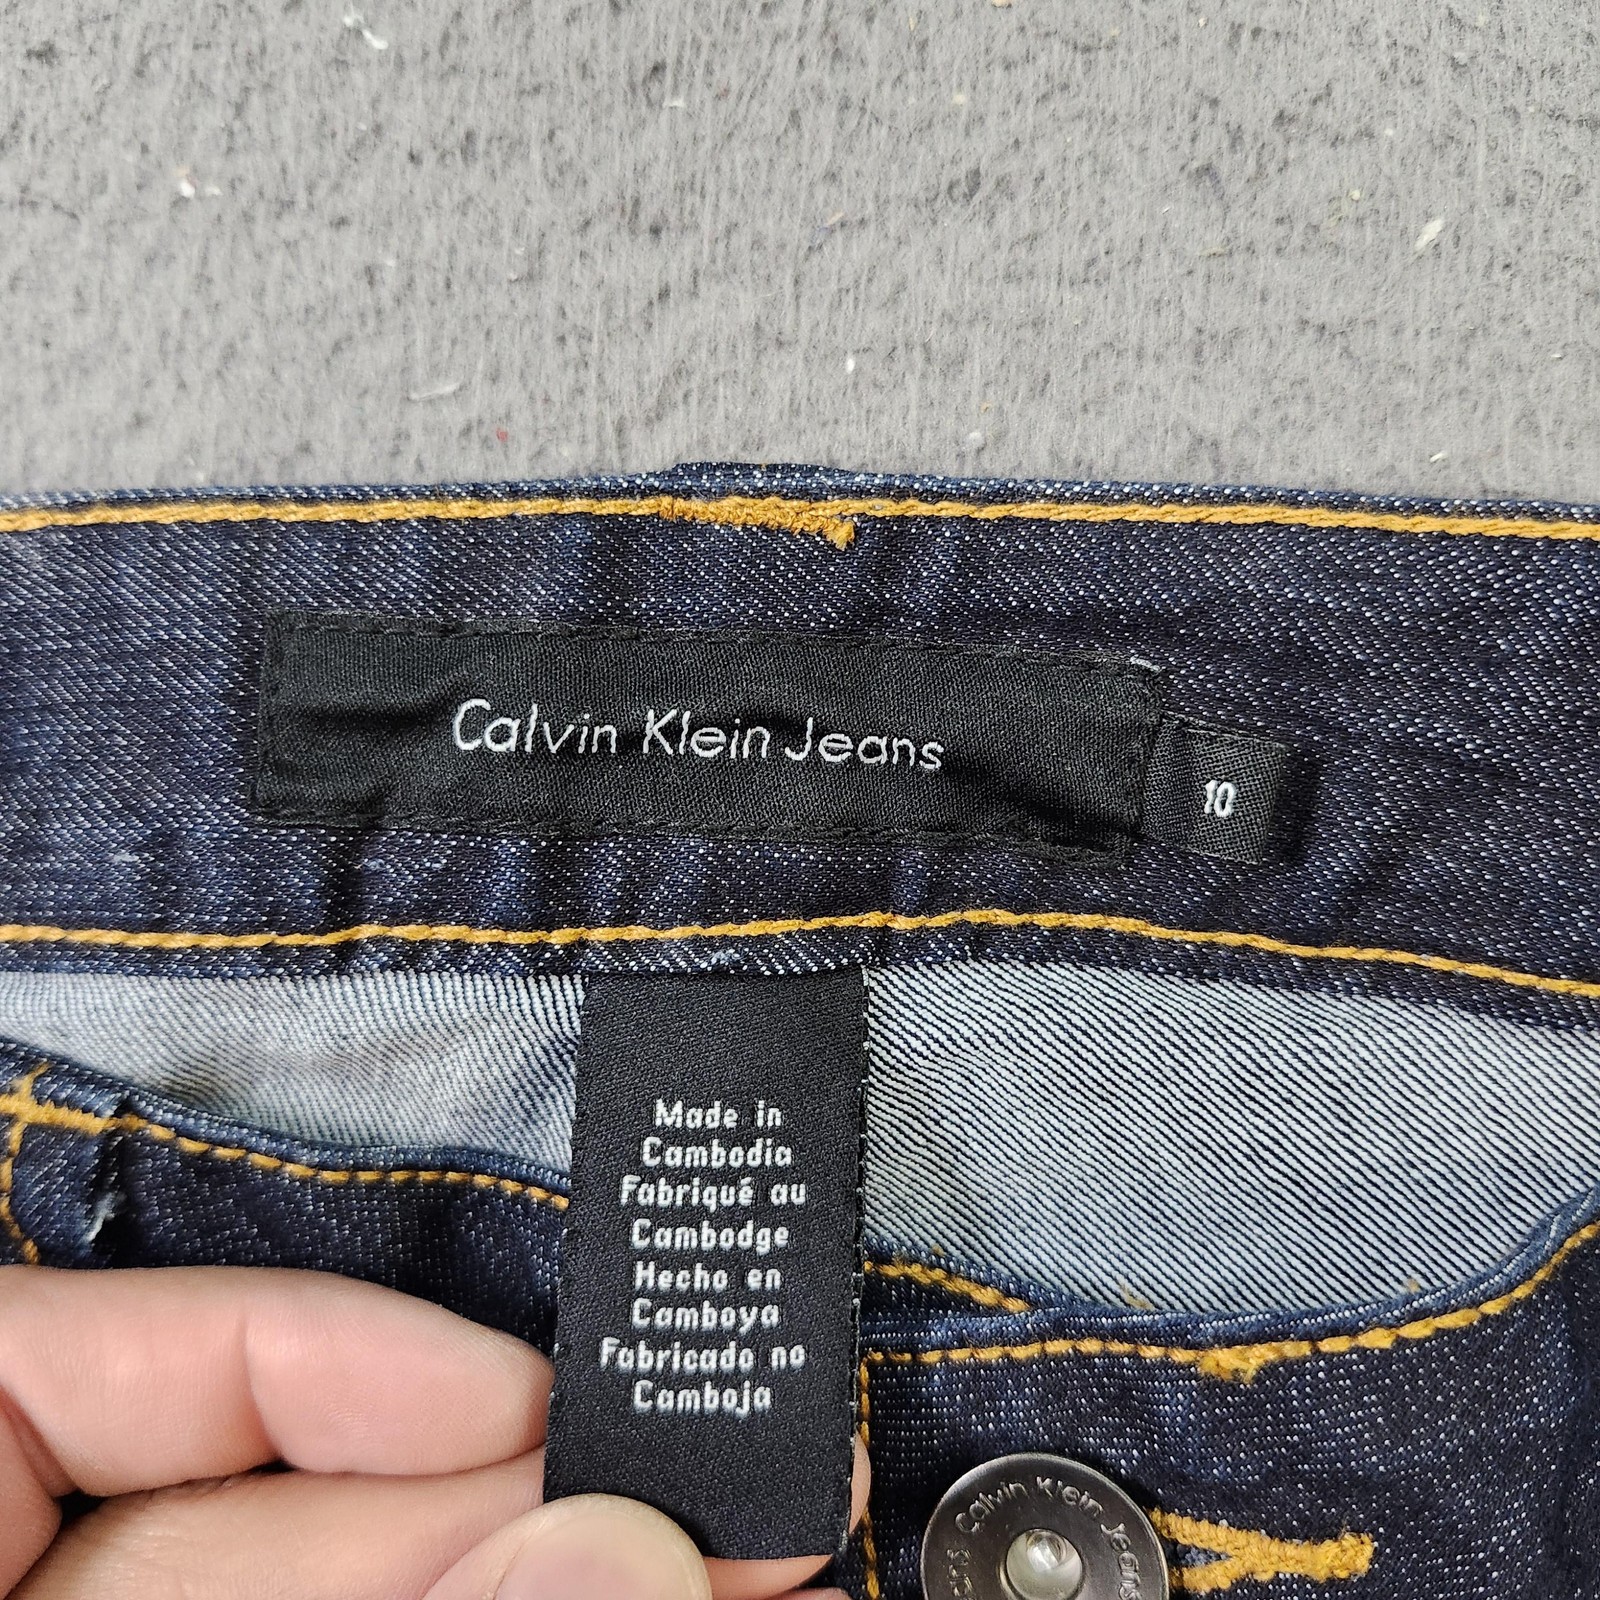 Calvin Klein Jeans
10
Made in
Cambodia
Fabriqué au
Cambodge
Hecho en
Camboya
Fabricado no
Camboja
Calvin Klein Jeans